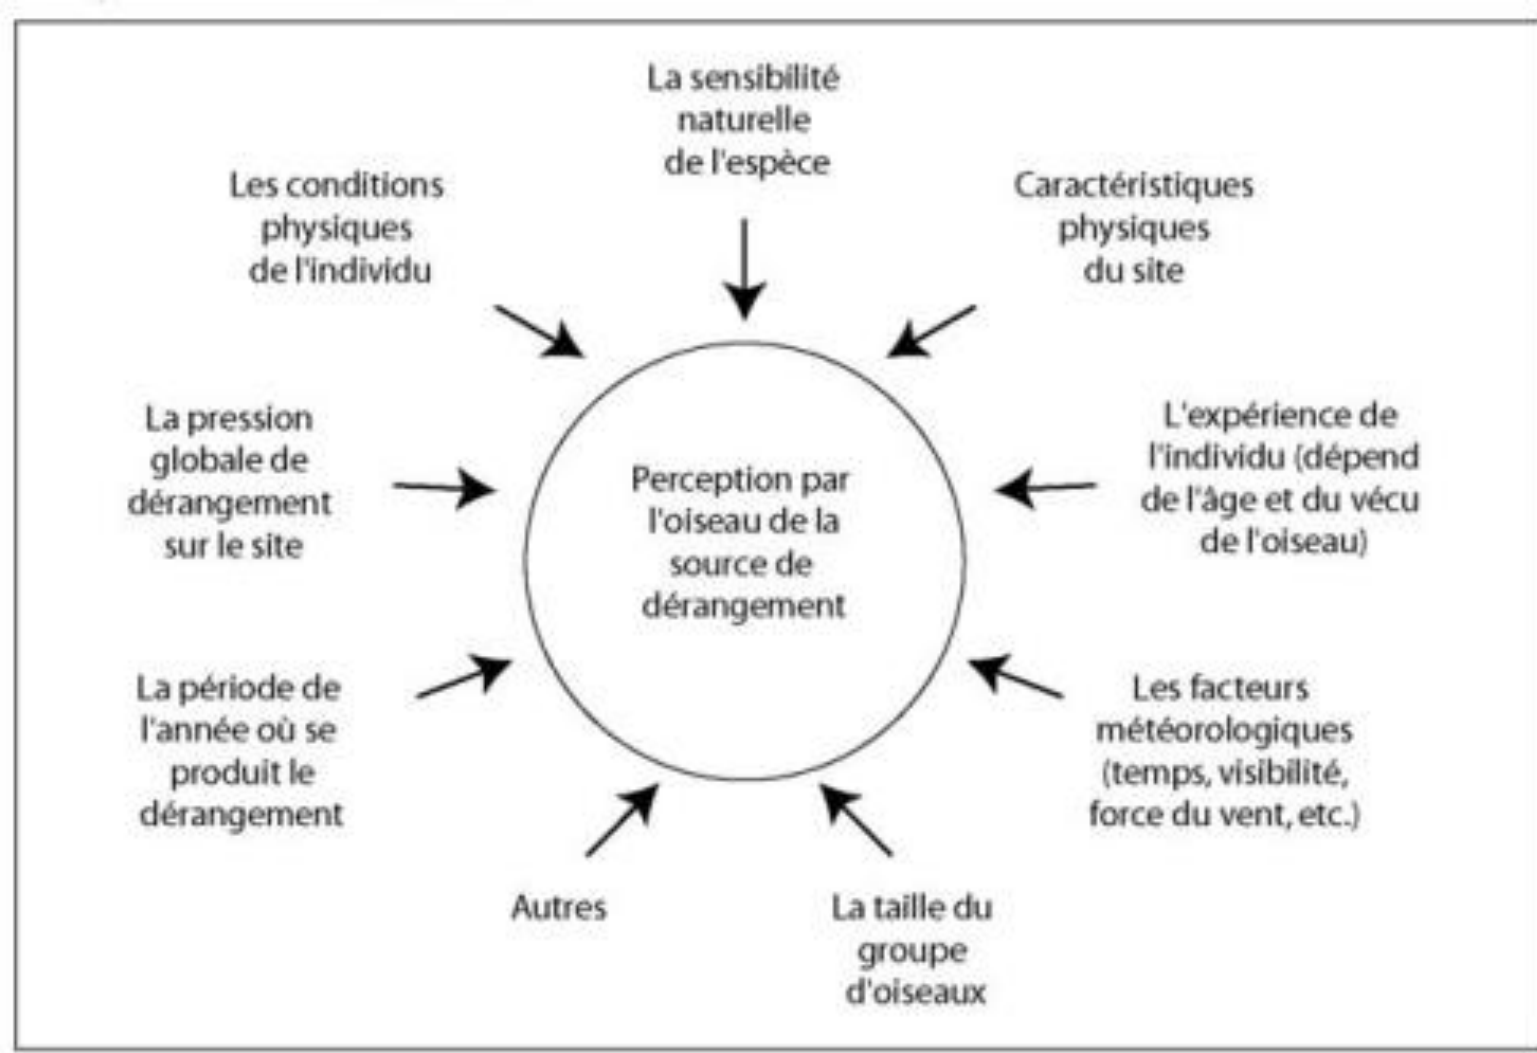 La sensibilité
naturelle
de l'espèce
Les conditions
physiques
de l'individu
Caractéristiques
physiques
du site
La pression
globale de
dérangement
sur le site
L'expérience de
l'individu (dépend
de l'âge et du vécu
de l'oiseau)
Perception par
l'oiseau de la
source de
dérangement
La période de
l'année où se
produit le
dérangement
Les facteurs
météorologiques
(temps, visibilité,
force du vent, etc.)
Autres
La taille du
groupe
d'oiseaux